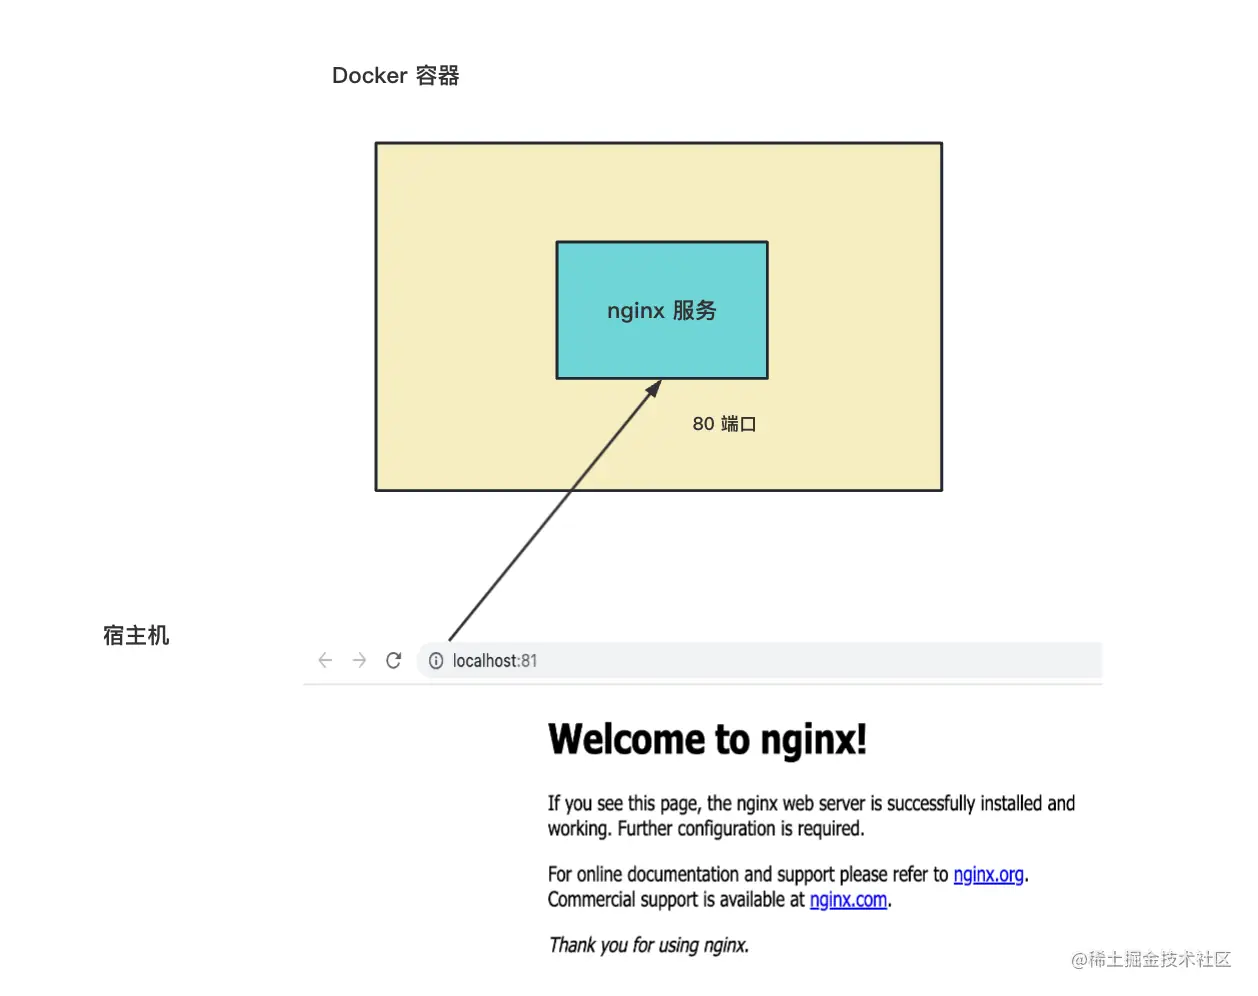 Docker 容器
nginx 服务
80 端口
宿主机
localhost:81
Welcome to nginx!
If you see this page, the nginx web server is successfully installed and
working. Further configuration is required.
For online documentation and support please refer to nginx.org.
Commercial support is available at nginx.com.
Thank you for using nginx.
@稀土掘金技术社区